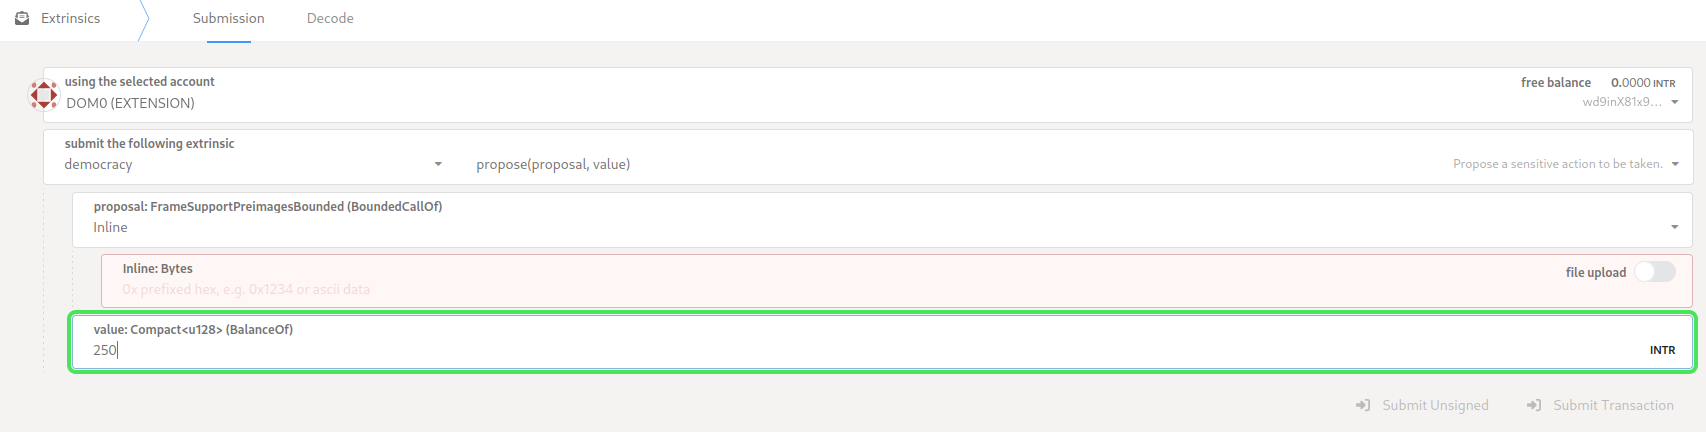 Extrinsics Submission Decode
using the selected account free balance 0.0000 INTR
DOM0 (EXTENSION) wd9inX81x9...
submit the following extrinsic
democracy propose(proposal, value) Propose a sensitive action to be taken.
proposal: FrameSupportPreimagesBounded (BoundedCallOf)
Inline
Inline: Bytes file upload
0x prefixed hex, e.g. 0x1234 or ascii data
value: Compact<u128> (BalanceOf)
250 INTR
Submit Unsigned Submit Transaction